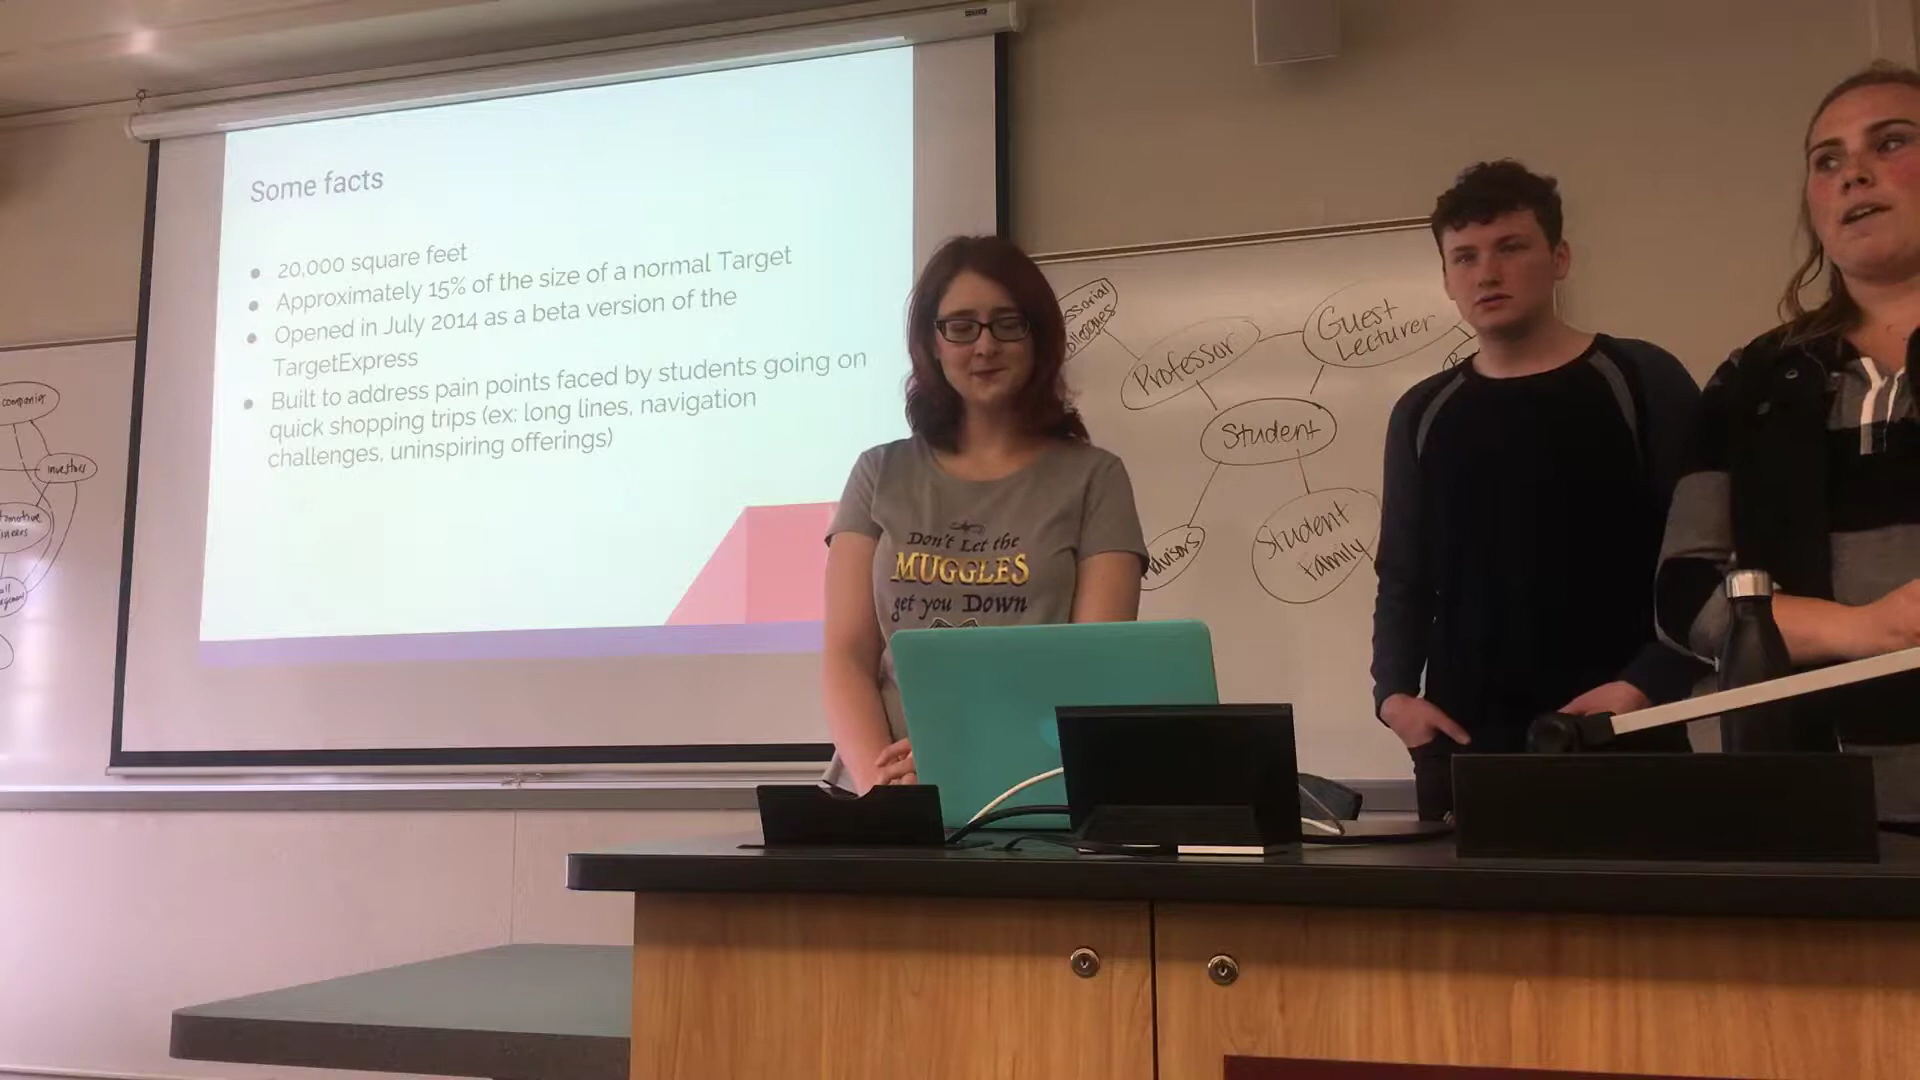 Some facts
20,000 square feet
Approximately 15% of the size of a normal Target
Opened in July 2014 as a beta version of the
TargetExpress
Built to address pain points faced by students going on
quick shopping trips (ex: long lines, navigation
challenges, uninspiring offerings)
Don't Let the
MUGGLES
get you Down
Professor
Guest
Lecturer
Student
Advisors
Student
Family
companies
investors